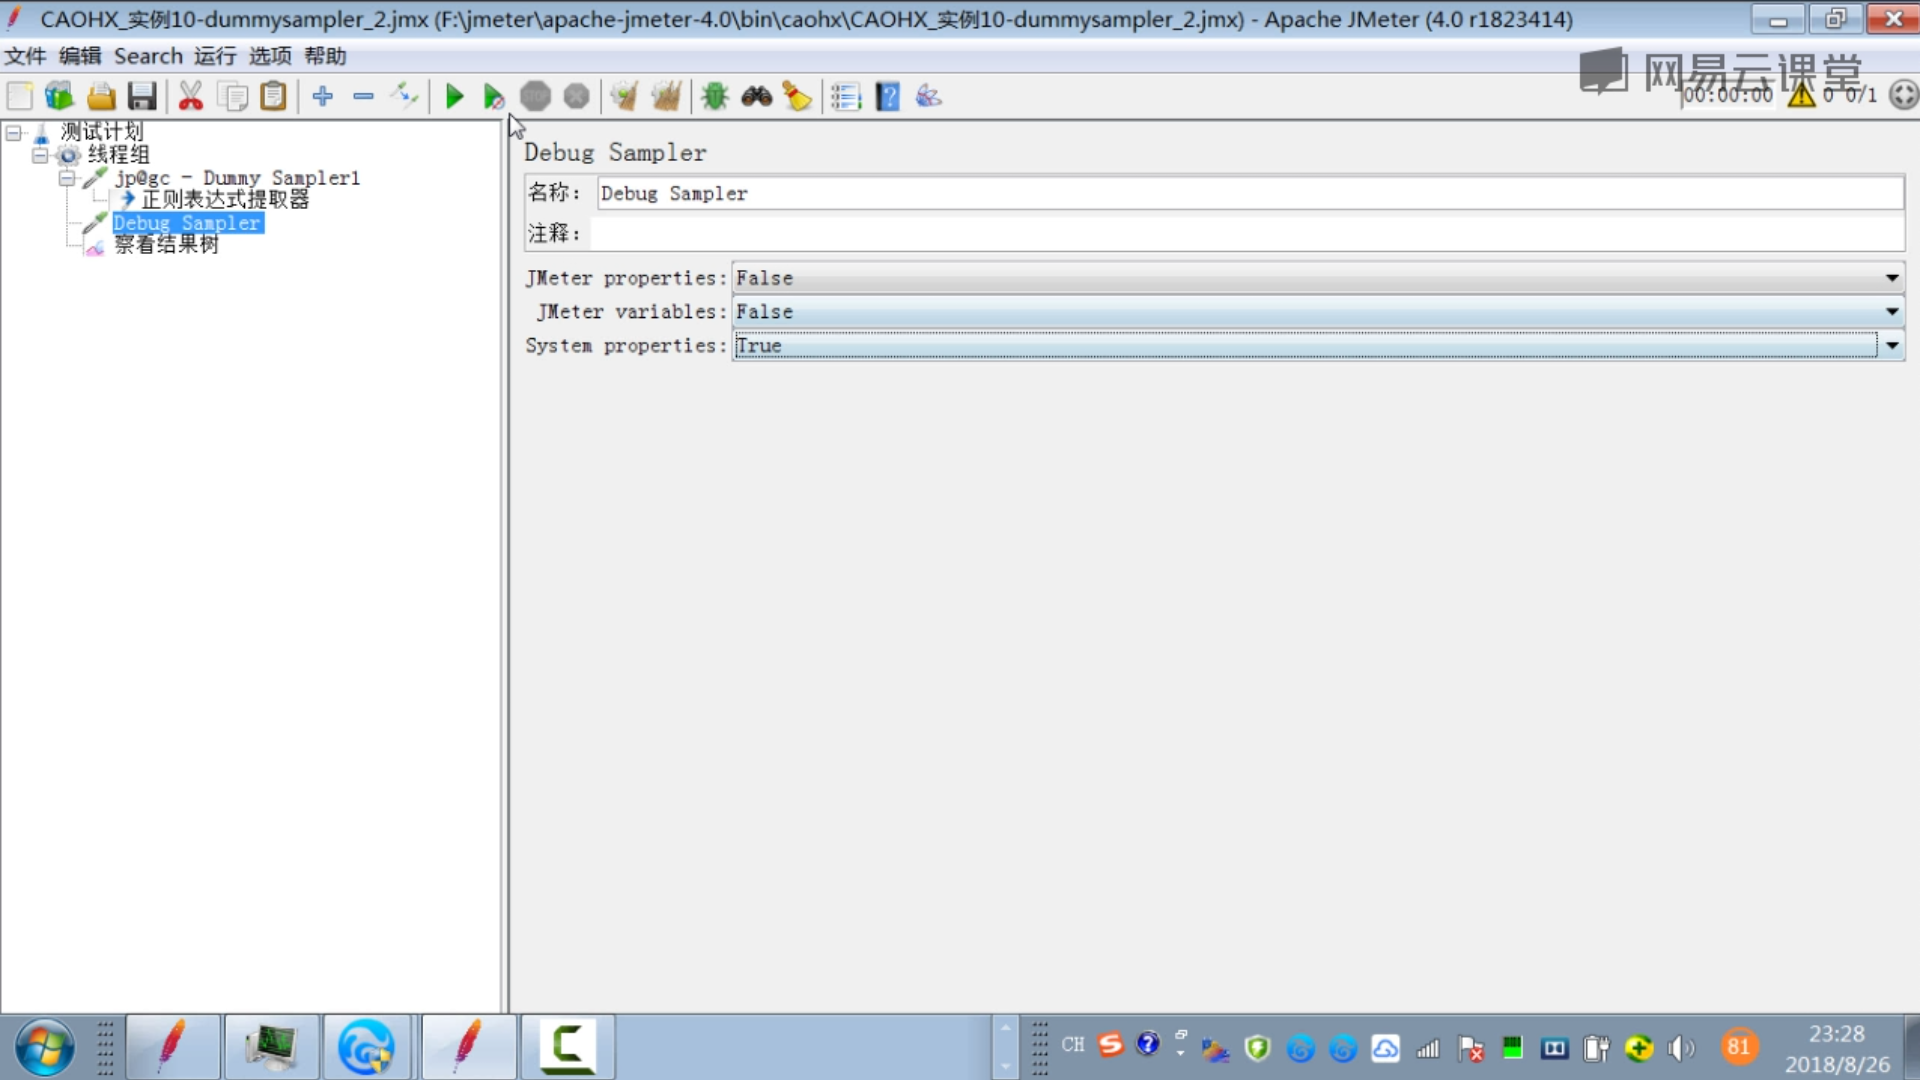 CAOHX_实例10-dummysampler_2.jmx (F:\jmeter\apache-jmeter-4.0\bin\caohx\CAOHX_实例10-dummysampler_2.jmx) - Apache JMeter (4.0 r1823414)
文件 编辑 Search 运行 选项 帮助
网易云课堂
00:00:00 0 0/1
测试计划
线程组
jp@gc - Dummy Sampler1
正则表达式提取器
Debug Sampler
察看结果树
Debug Sampler
名称: Debug Sampler
注释:
JMeter properties: False
JMeter variables: False
System properties: True
CH
81
23:28
2018/8/26